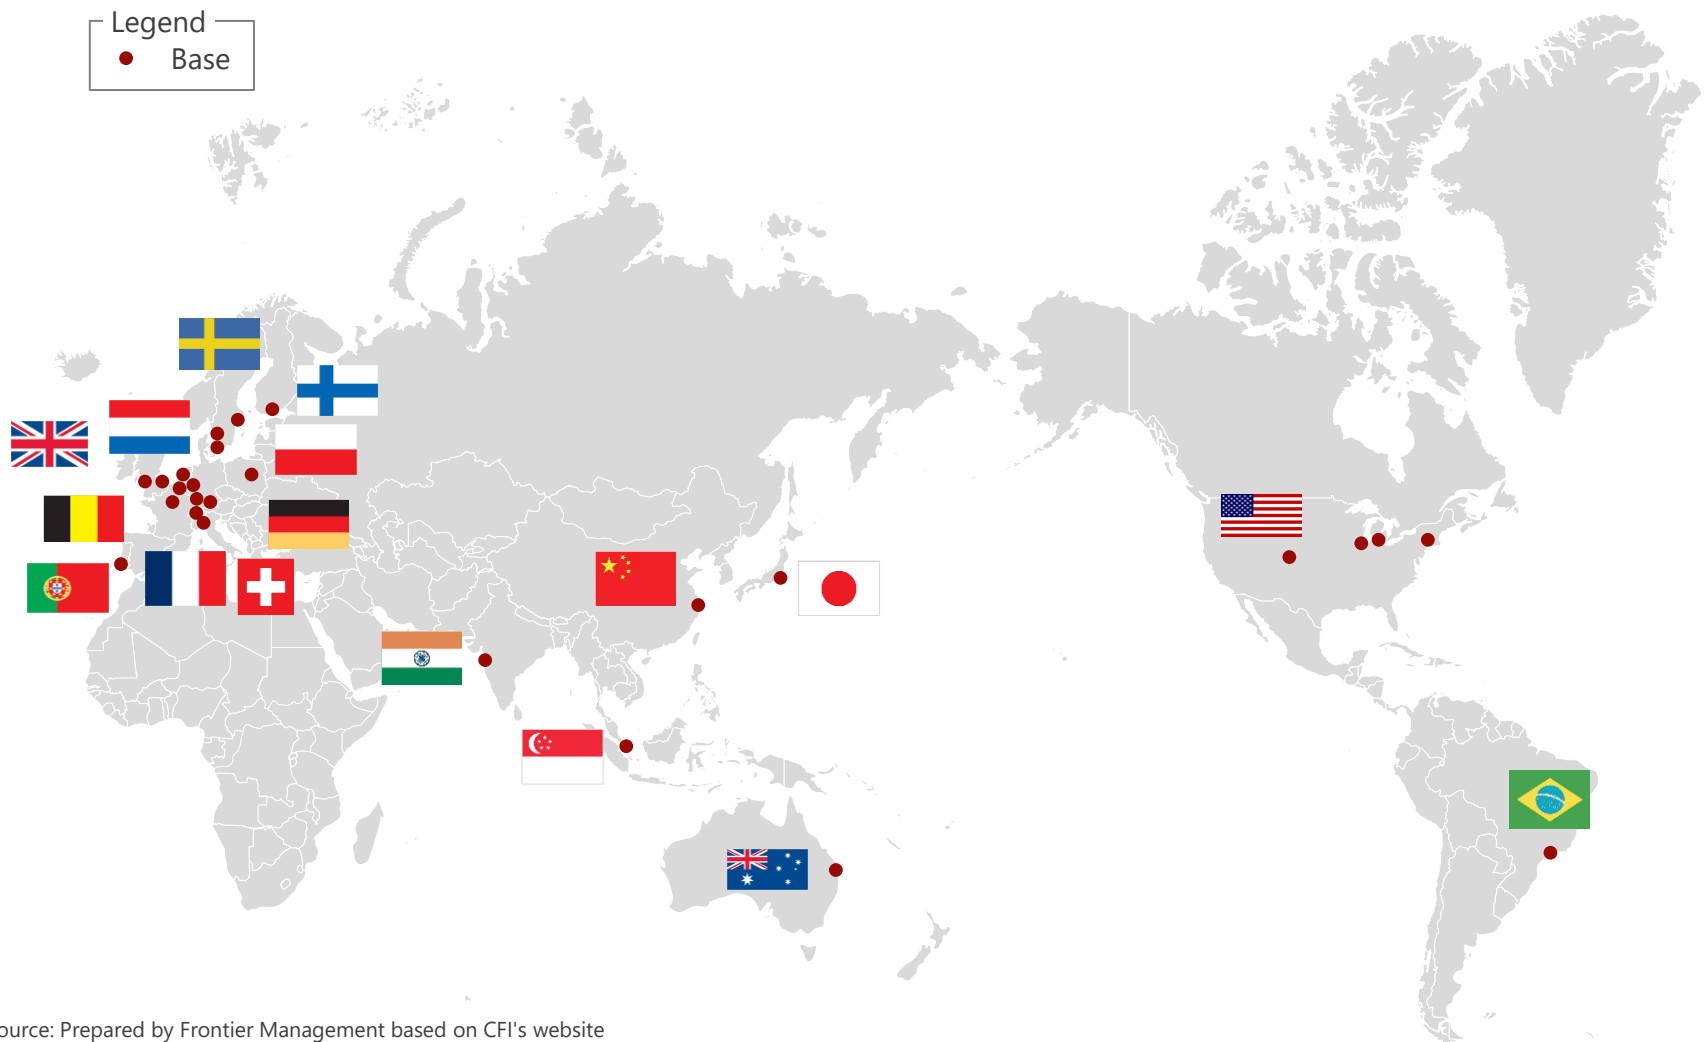 Legend
Base
ource: Prepared by Frontier Management based on CFI's website